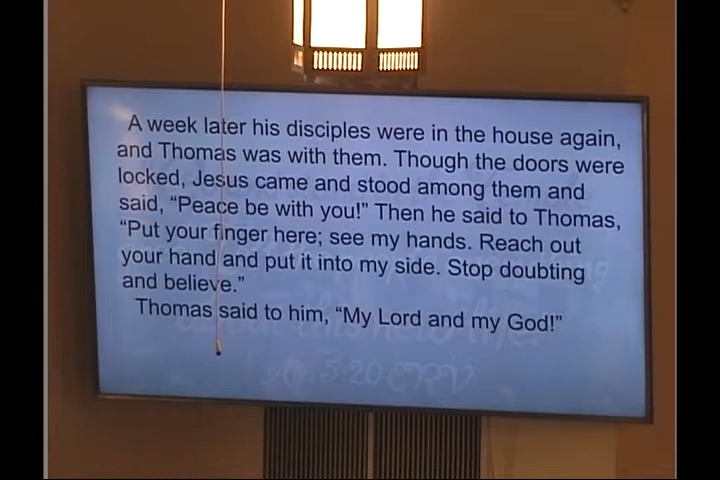 A week later his disciples were in the house again,
and Thomas was with them. Though the doors were
locked, Jesus came and stood among them and
said, “Peace be with you!” Then he said to Thomas,
“Put your finger here; see my hands. Reach out
your hand and put it into my side. Stop doubting
and believe.”
Thomas said to him, “My Lord and my God!”
5:20 ERV